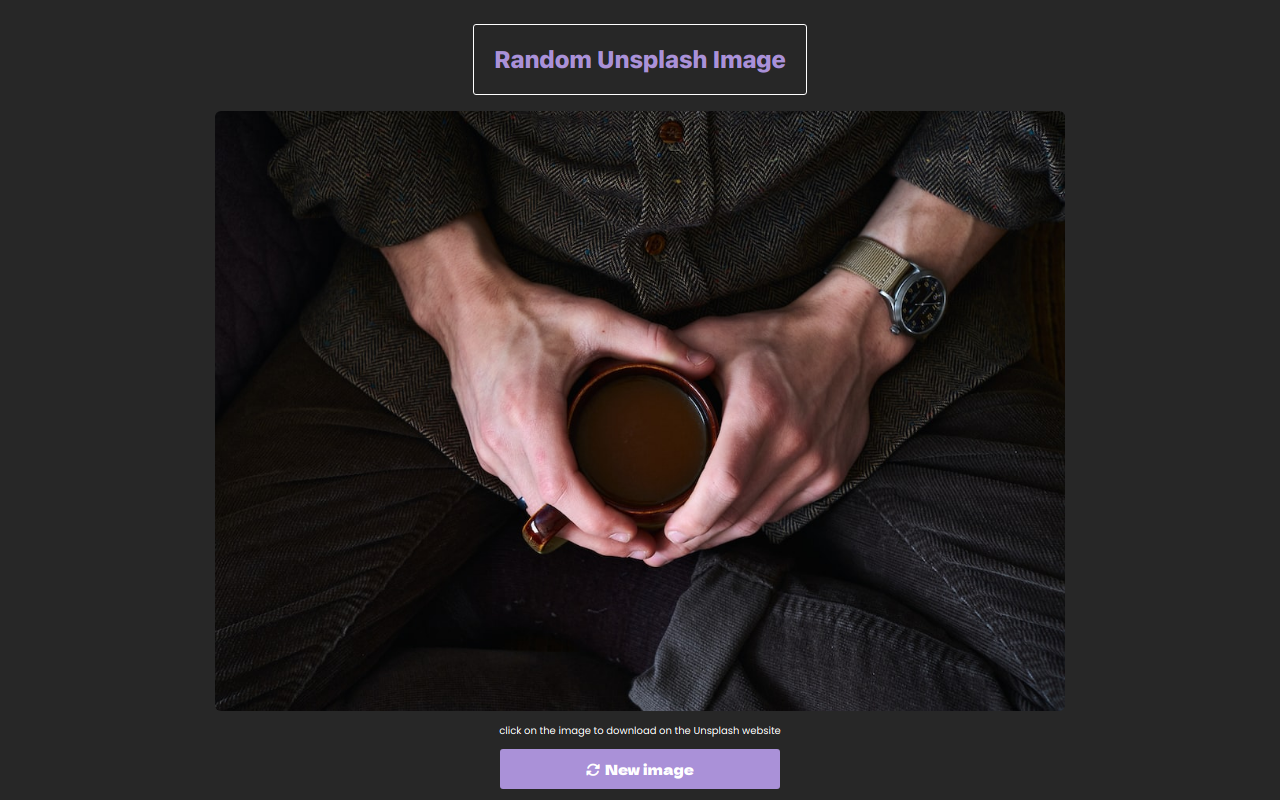 Random Unsplash Image
click on the image to download on the Unsplash website
New image